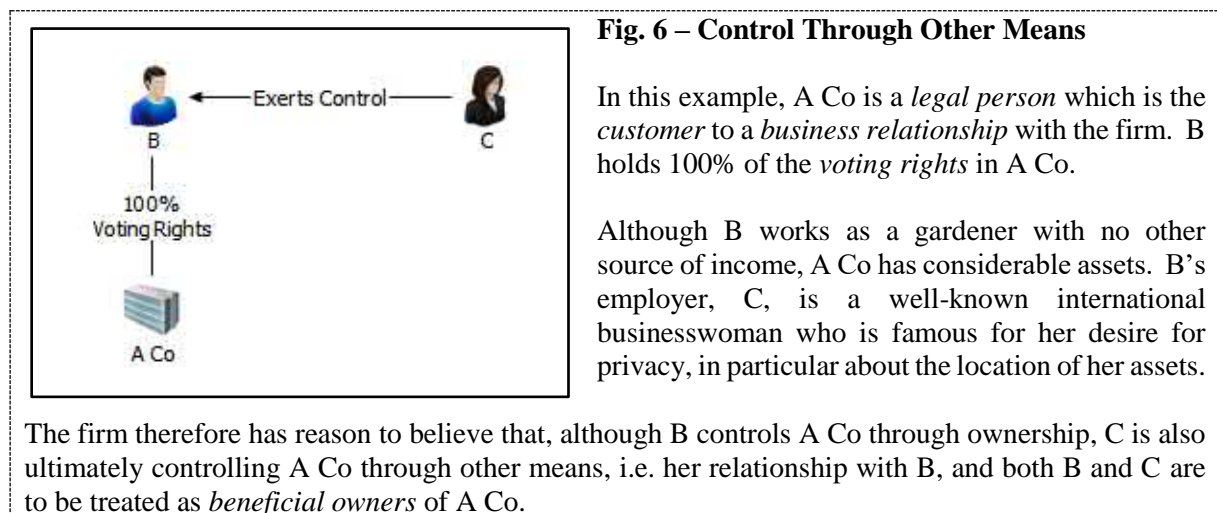 Fig. 6 – Control Through Other Means
Exerts Control
B
C
100%
Voting Rights
A Co
In this example, A Co is a legal person which is the
customer to a business relationship with the firm. B
holds 100% of the voting rights in A Co.
Although B works as a gardener with no other
source of income, A Co has considerable assets. B's
employer, C, is a well-known international
businesswoman who is famous for her desire for
privacy, in particular about the location of her assets.
The firm therefore has reason to believe that, although B controls A Co through ownership, C is also
ultimately controlling A Co through other means, i.e. her relationship with B, and both B and C are
to be treated as beneficial owners of A Co.